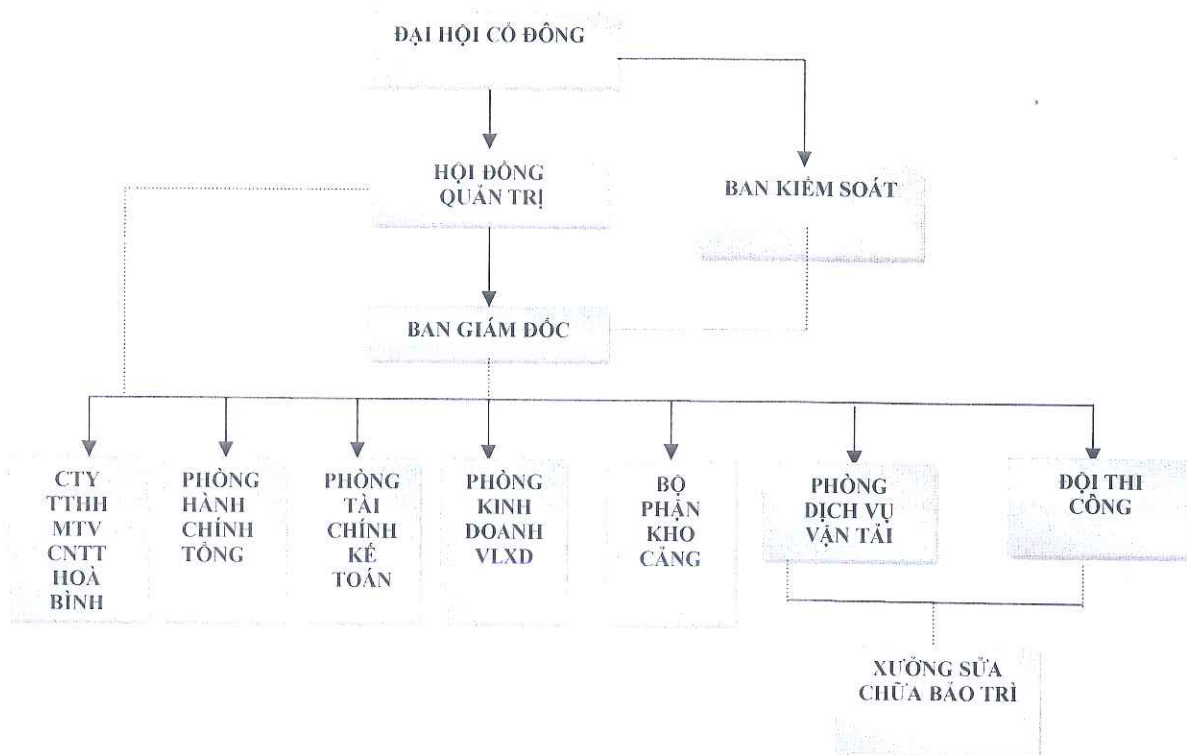 ĐẠI HỘI CỔ ĐÔNG
HỘI ĐỒNG
QUẢN TRỊ
BAN KIỂM SOÁT
BAN GIÁM ĐỐC
CTY
TTHH
MTV
CNTT
HOÀ
BÌNH
PHÒNG
HÀNH
CHÍNH
TỔNG
PHÒNG
TÀI
CHÍNH
KẾ
TOÁN
PHÒNG
KINH
DOANH
VLXD
BỘ
PHẬN
KHO
CẢNG
PHÒNG
DỊCH VỤ
VẬN TẢI
ĐỘI THI
CÔNG
XƯỞNG SỬA
CHỮA BẢO TRÌ